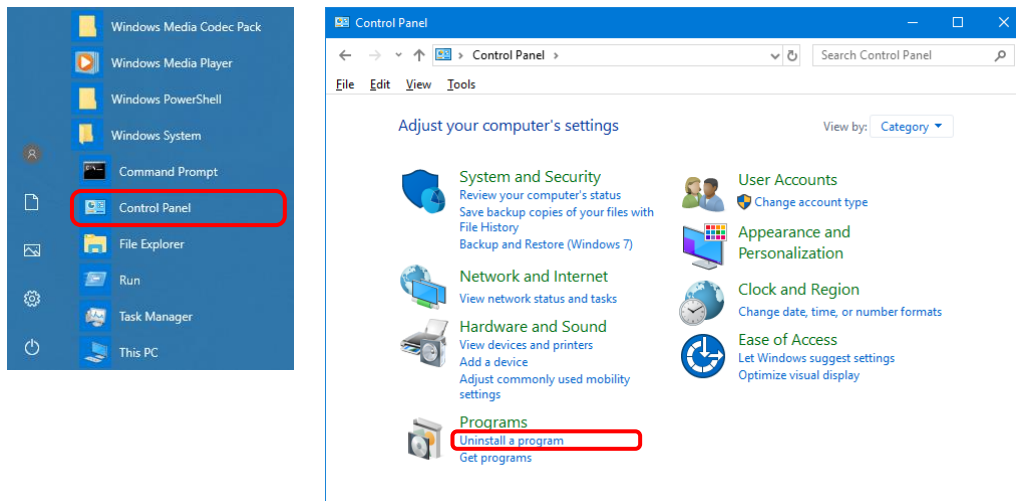 Windows Media Codec Pack
Windows Media Player
Windows PowerShell
Windows System
Command Prompt
Control Panel
File Explorer
Run
Task Manager
This PC
Control Panel
Control Panel
Search Control Panel
File Edit View Tools
Adjust your computer's settings
View by: Category
System and Security
Review your computer's status
Save backup copies of your files with
File History
Backup and Restore (Windows 7)
Network and Internet
View network status and tasks
Hardware and Sound
View devices and printers
Add a device
Adjust commonly used mobility
settings
Programs
Uninstall a program
Get programs
User Accounts
Change account type
Appearance and
Personalization
Clock and Region
Change date, time, or number formats
Ease of Access
Let Windows suggest settings
Optimize visual display